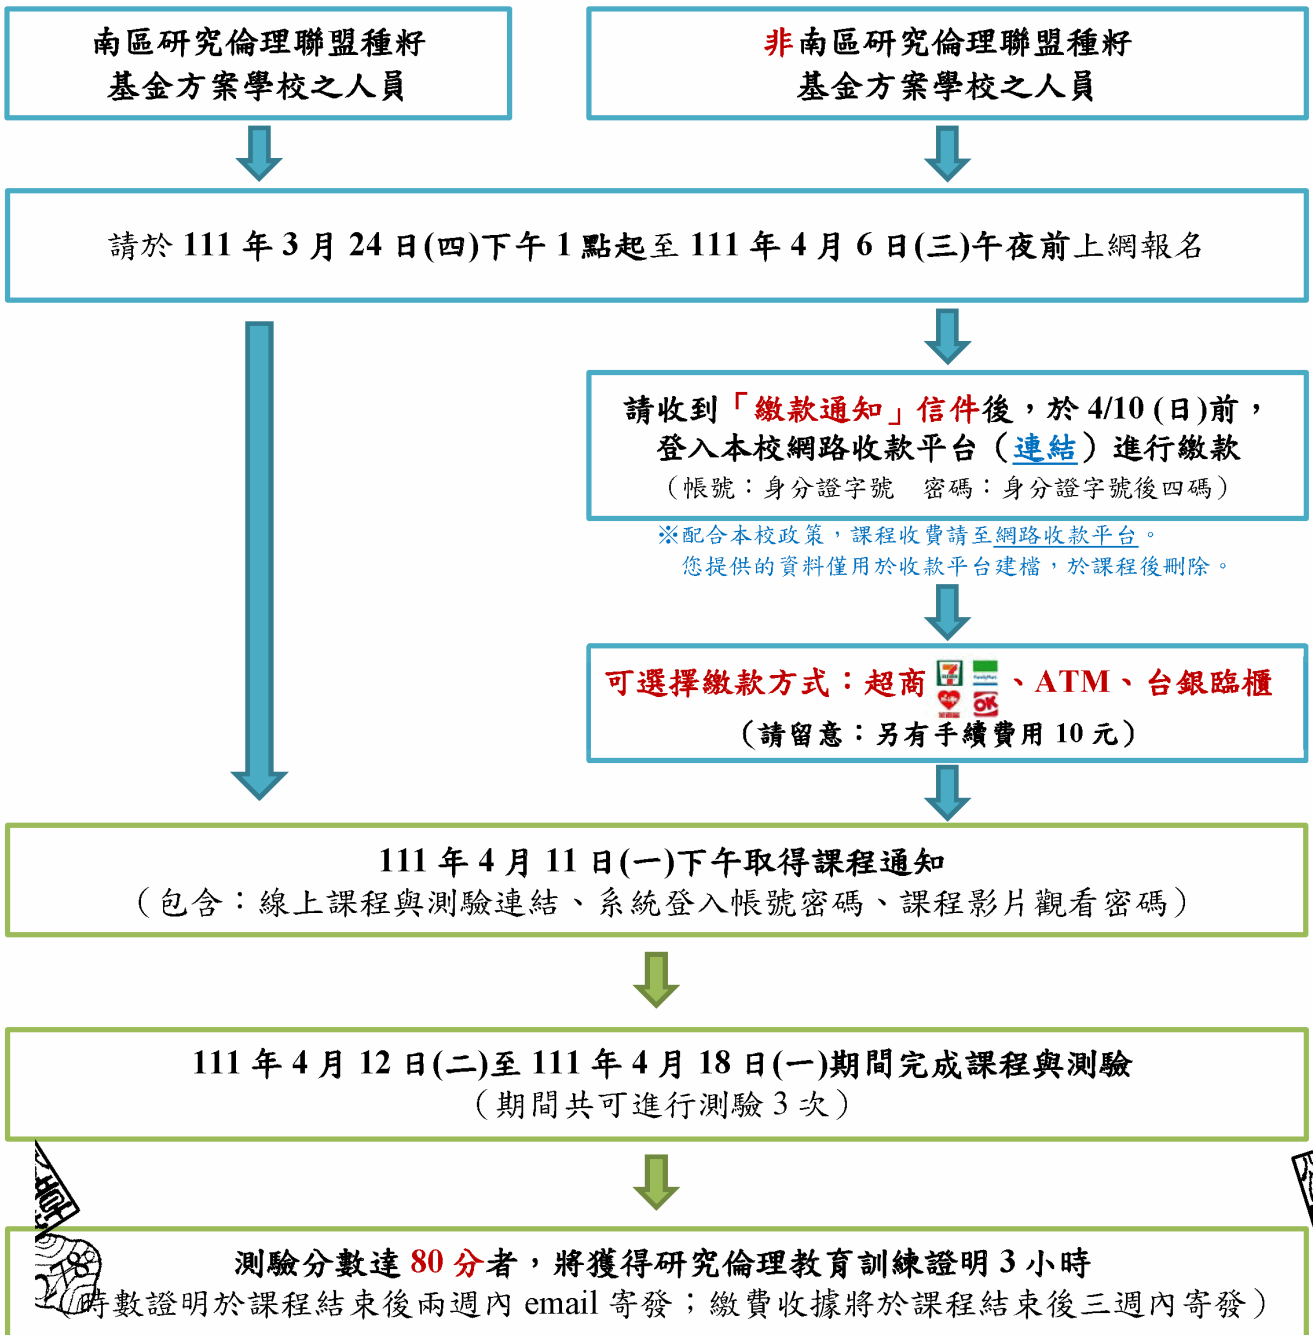 南區研究倫理聯盟種籽
基金方案學校之人員
非南區研究倫理聯盟種籽
基金方案學校之人員
請於 111 年 3 月 24 日(四)下午 1 點起至 111 年 4 月 6 日(三)午夜前上網報名
請收到「繳款通知」信件後，於 4/10 (日)前，
登入本校網路收款平台（連結）進行繳款
（帳號：身分證字號　密碼：身分證字號後四碼）
※配合本校政策，課程收費請至網路收款平台。
您提供的資料僅用於收款平台建檔，於課程後刪除。
可選擇繳款方式：超商 、ATM、台銀臨櫃
FamilyMart
OK
（請留意：另有手續費用 10 元）
111 年 4 月 11 日(一)下午取得課程通知
（包含：線上課程與測驗連結、系統登入帳號密碼、課程影片觀看密碼）
111 年 4 月 12 日(二)至 111 年 4 月 18 日(一)期間完成課程與測驗
（期間共可進行測驗 3 次）
測驗分數達 80 分者，將獲得研究倫理教育訓練證明 3 小時
（時數證明於課程結束後兩週內 email 寄發；繳費收據將於課程結束後三週內寄發）